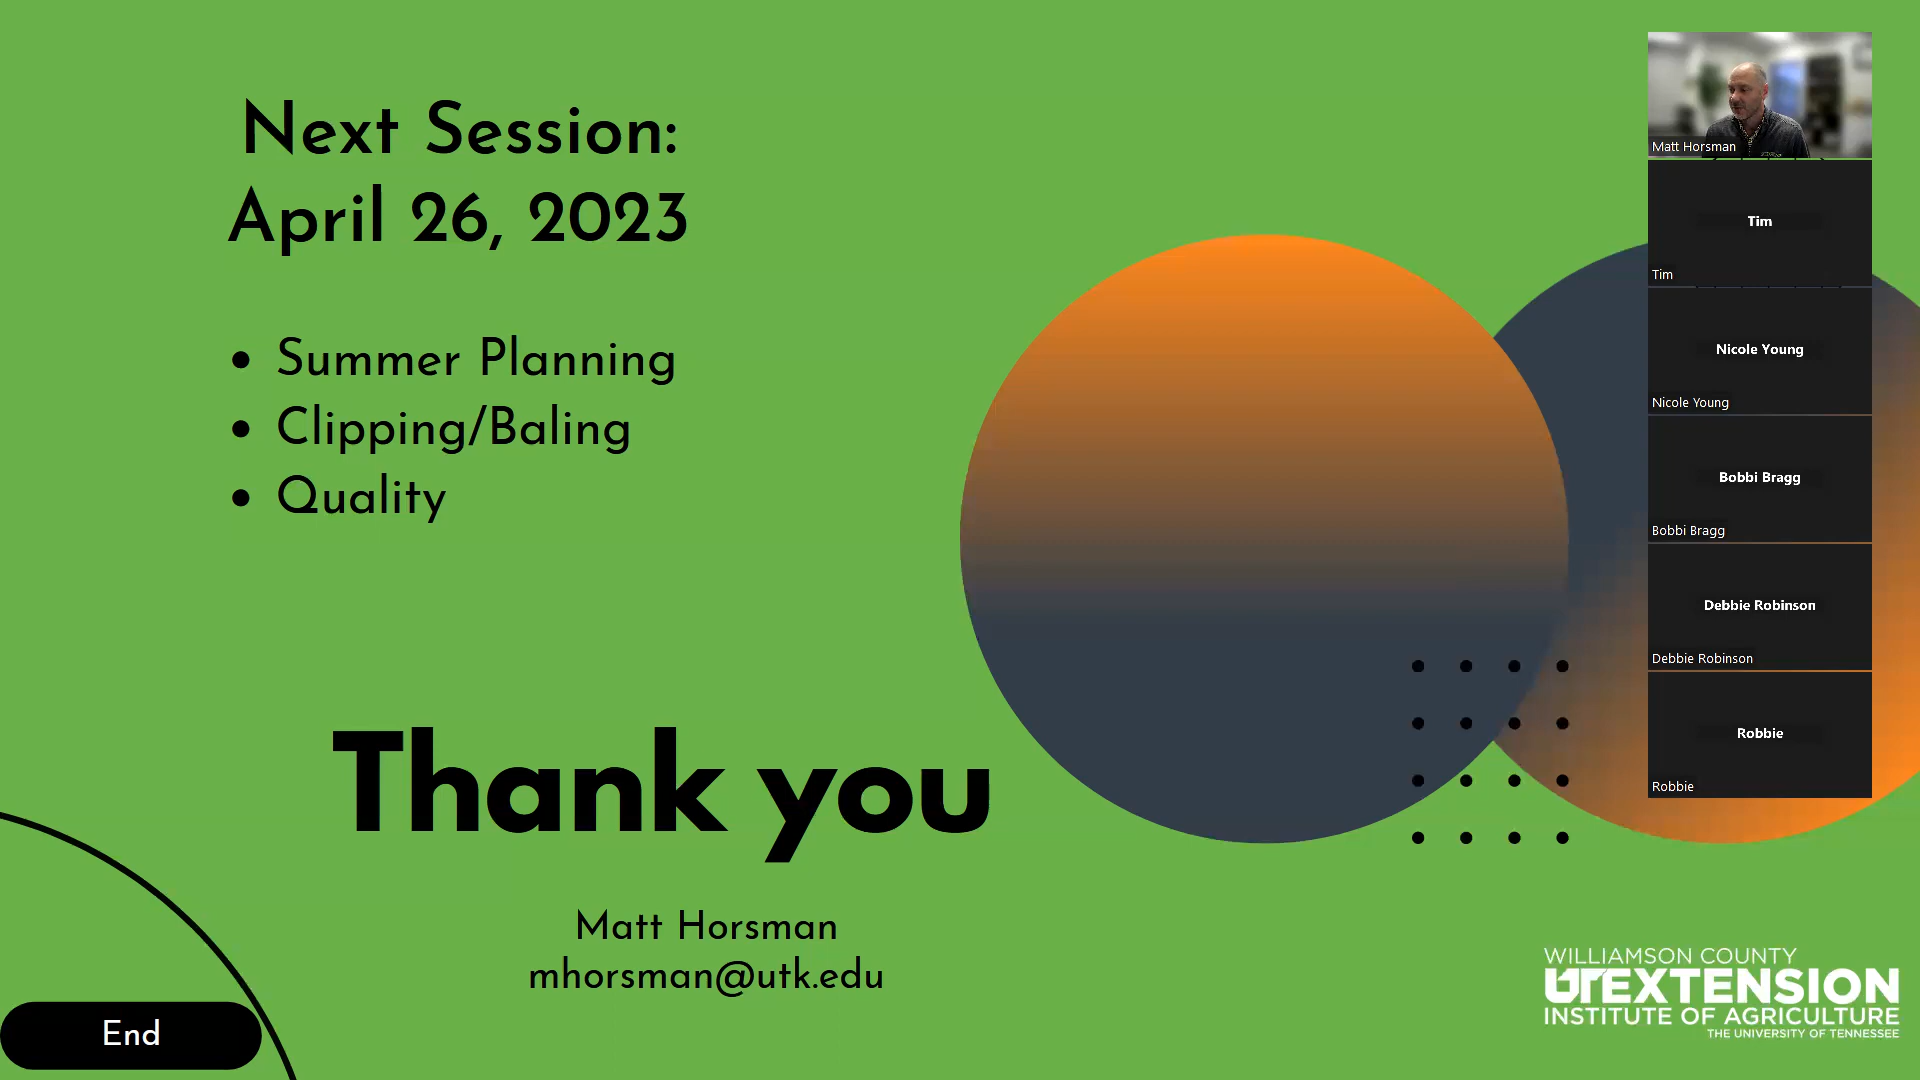 Next Session:
April 26, 2023
• Summer Planning
• Clipping/Baling
• Quality
Thank you
Matt Horsman
mhorsman@utk.edu
End
Matt Horsman
Tim
Tim
Nicole Young
Nicole Young
Bobbi Bragg
Bobbi Bragg
Debbie Robinson
Debbie Robinson
Robbie
Robbie
WILLIAMSON COUNTY
UT EXTENSION
INSTITUTE OF AGRICULTURE
THE UNIVERSITY OF TENNESSEE